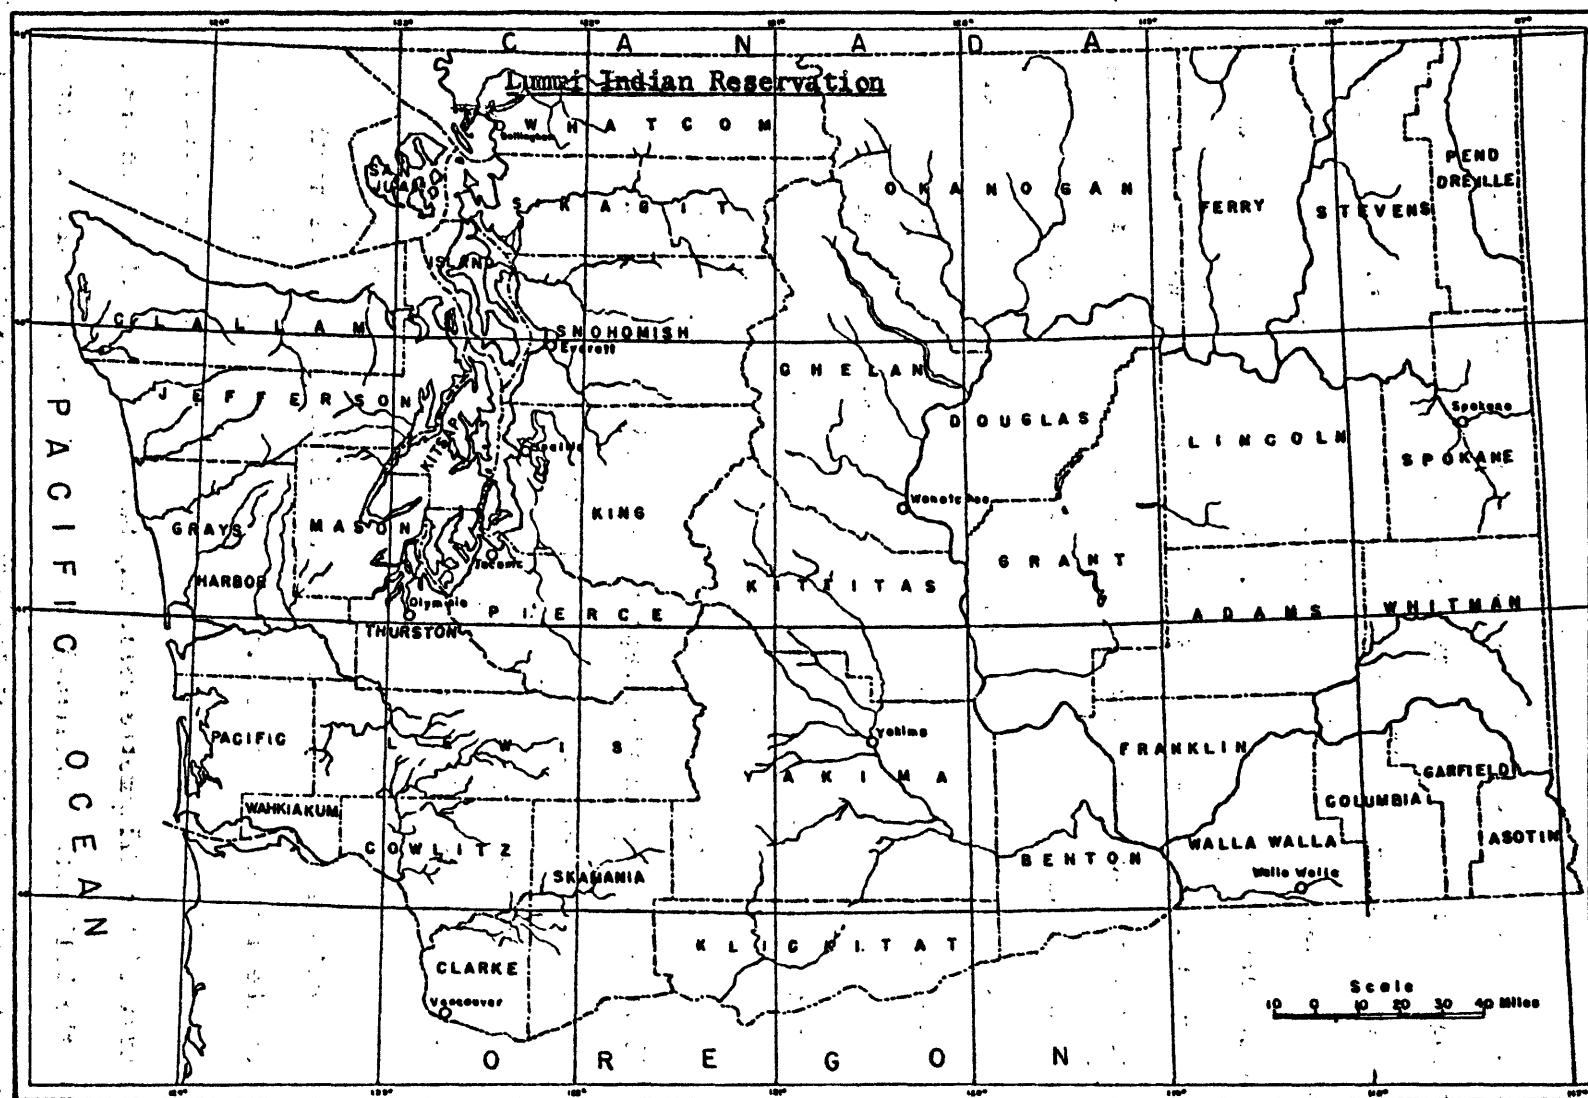 C A N A D A
Lummi Indian Reservation
WHATCOM
Bellingham
SAN
JUAN
OKANOGAN
PEND
OREILLE
FERRY
STEVENS
SKAGIT
ISLAND
CLALLAM
SNOHOMISH
Everett
CHELAN
JEFFERSON
DOUGLAS
Spokane
LINCOLN
SPOKANE
KITSAP
Seattle
Wenatchee
PACIFIC OCEAN
GRAYS
HARBOR
MASON
KING
Tacoma
KITTITAS
GRANT
Olympia
PIERCE
ADAMS
WHITMAN
THURSTON
PACIFIC
LEWIS
Yakima
YAKIMA
FRANKLIN
GARFIELD
COLUMBIA
WAHKIAKUM
COWLITZ
SKAMANIA
BENTON
WALLA WALLA
Walla Walla
ASOTIN
KLICKITAT
CLARKE
Vancouver
Scale
10 0 10 20 30 40 Miles
O R E G O N